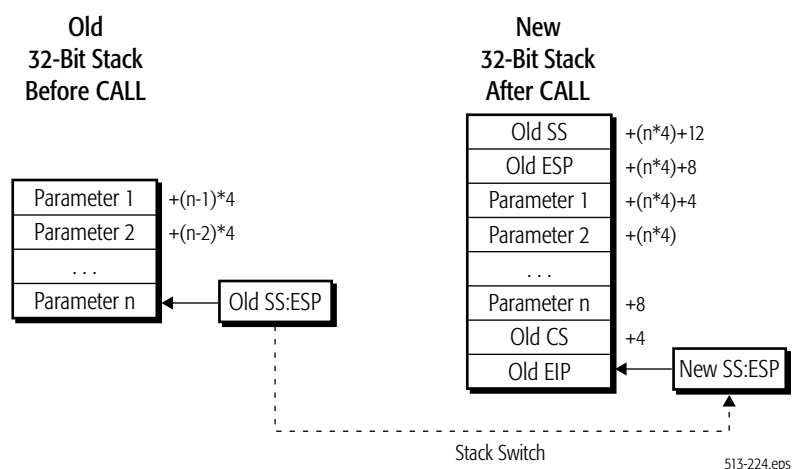 Old
32-Bit Stack
Before CALL
New
32-Bit Stack
After CALL
Parameter 1 +(n-1)*4
Parameter 2 +(n-2)*4
. . .
Parameter n
Old SS:ESP
Old SS +(n*4)+12
Old ESP +(n*4)+8
Parameter 1 +(n*4)+4
Parameter 2 +(n*4)
. . .
Parameter n +8
Old CS +4
Old EIP
New SS:ESP
Stack Switch
513-224.eps